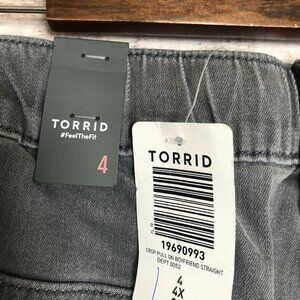 TORRID
#FeelTheFit
4
TORRID
19690993
CROP PULL ON BOYFRIEND STRAIGHT
DEPT 0052
4
4X